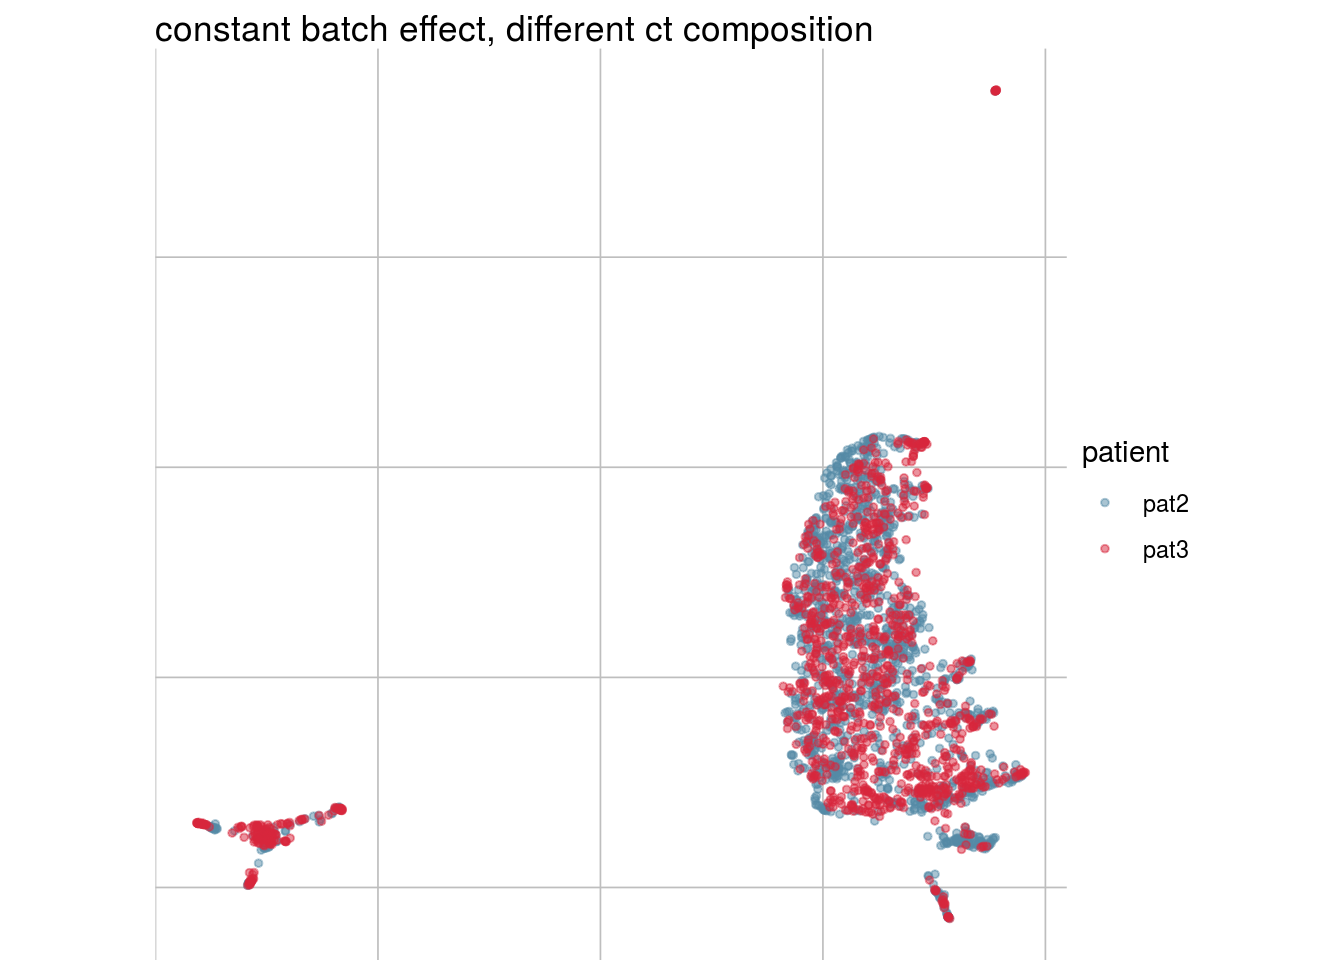 constant batch effect, different ct composition
patient
pat2
pat3